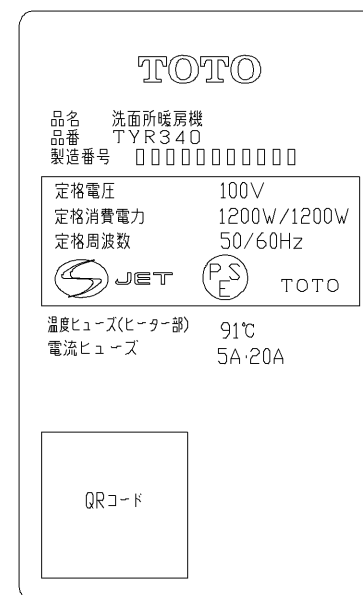 TOTO
品名 洗面所暖房機
品番 TYR340
製造番号 ▯▯▯▯▯▯▯▯▯▯▯
定格電圧 100V
定格消費電力 1200W/1200W
定格周波数 50/60Hz
S JET PSE TOTO
温度ヒューズ(ヒーター部) 91℃
電流ヒューズ 5A·20A
QRコード